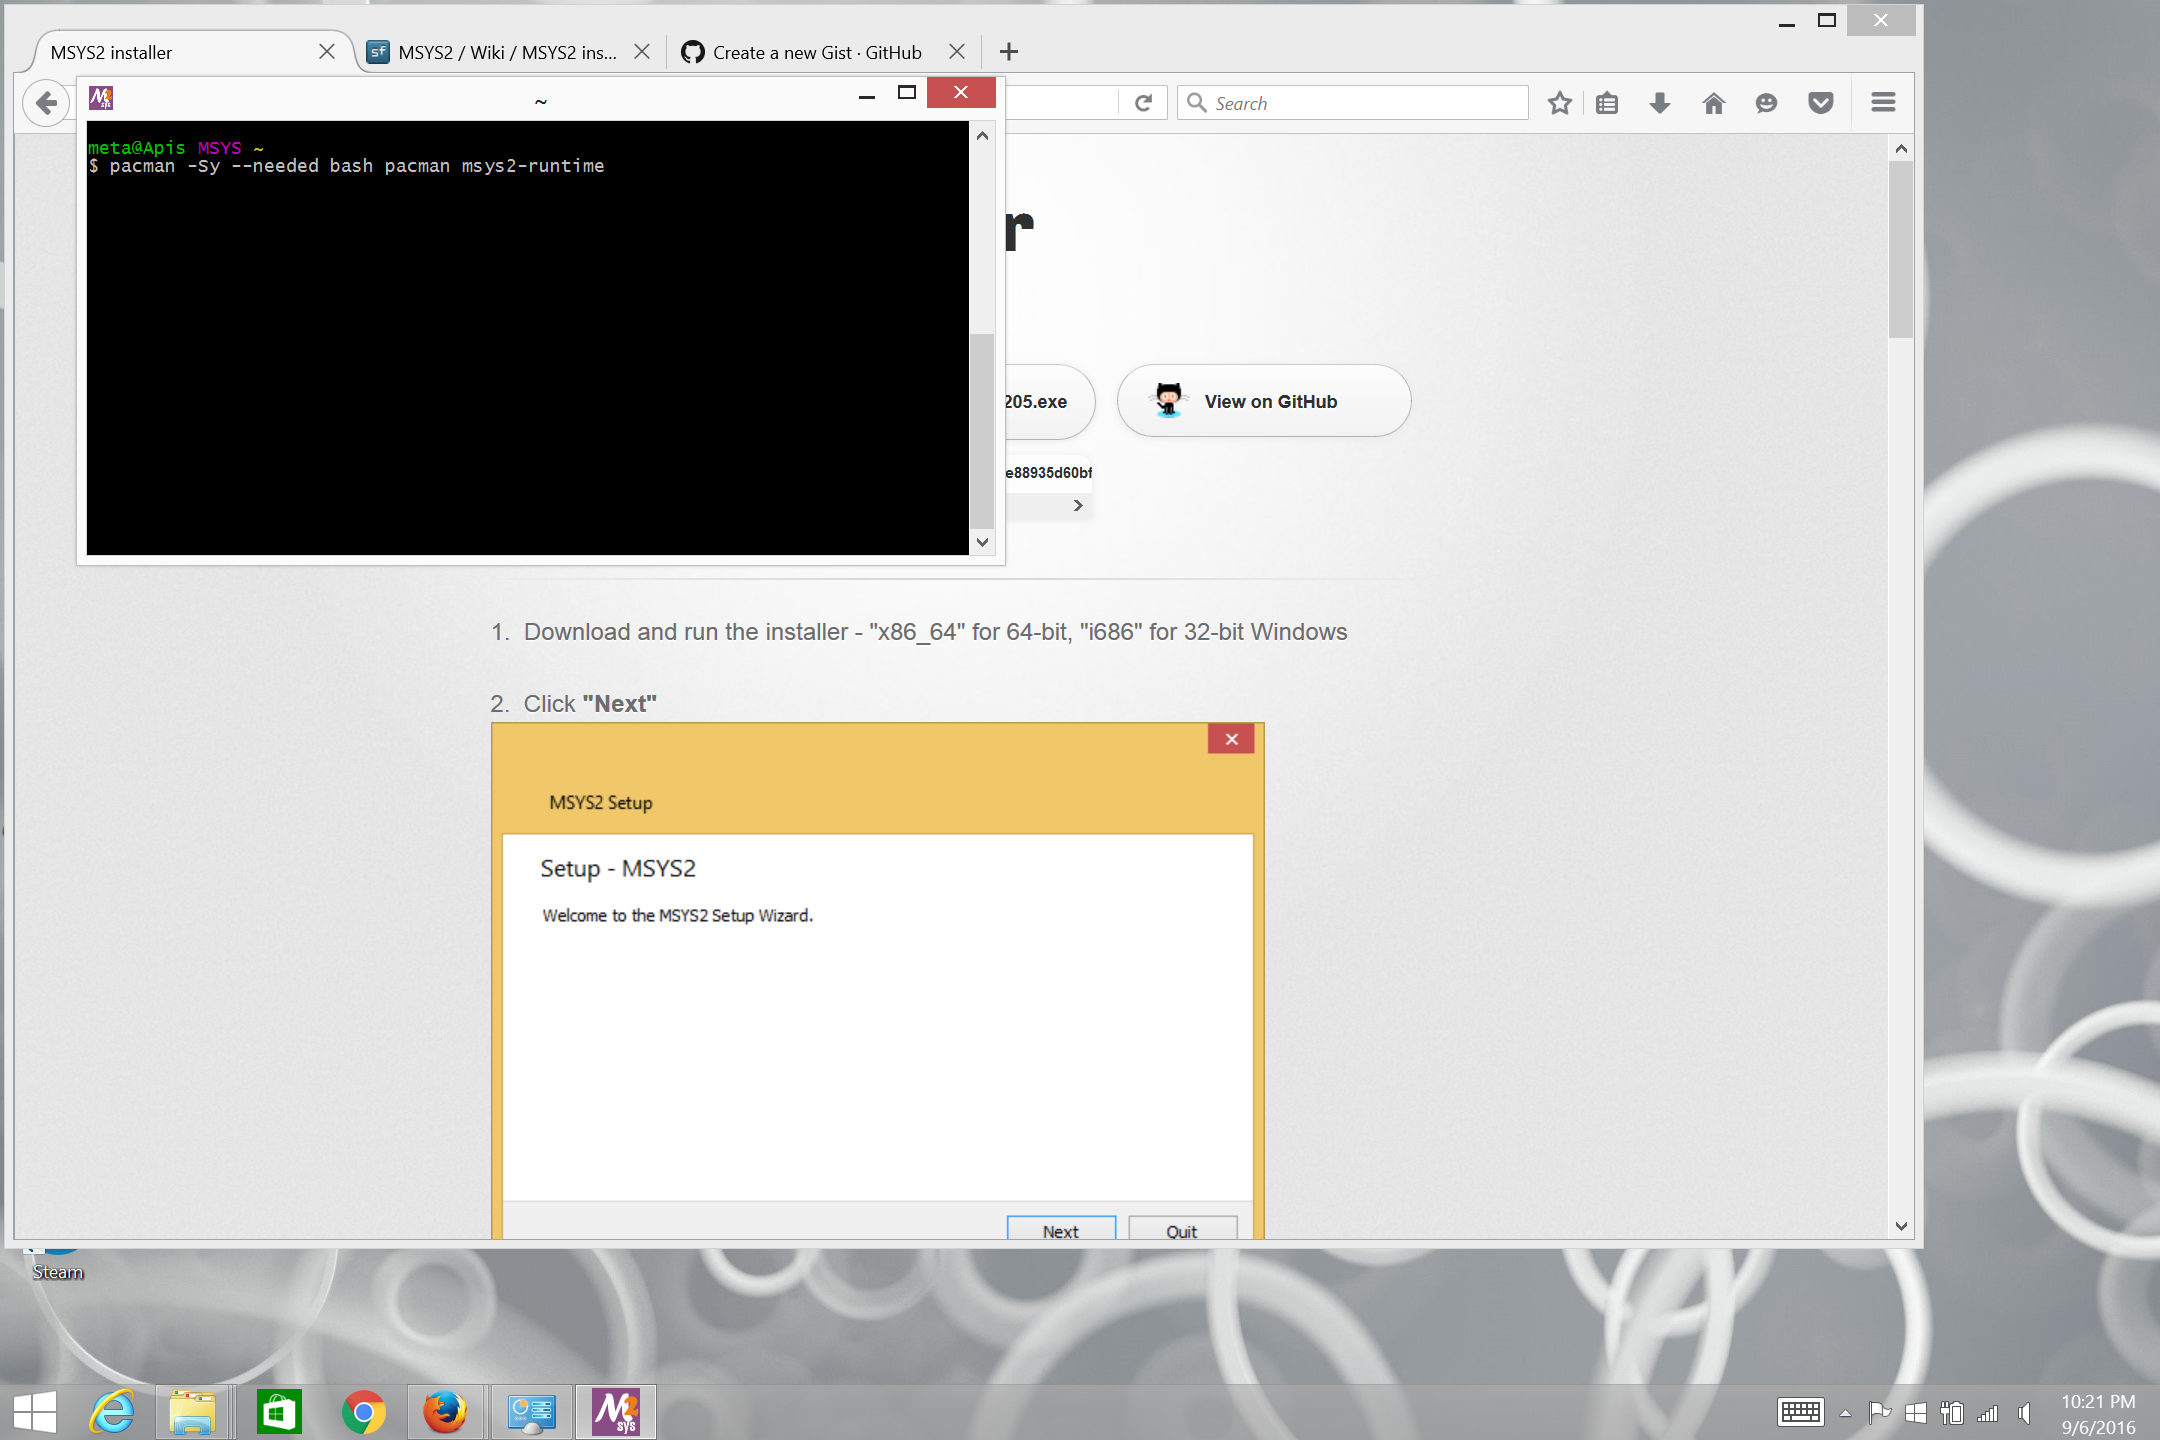 MSYS2 installer
MSYS2 / Wiki / MSYS2 ins...
Create a new Gist · GitHub
~
Search
meta@Apis MSYS ~
$ pacman -Sy --needed bash pacman msys2-runtime
r
205.exe
View on GitHub
e88935d60bf
1. Download and run the installer - "x86_64" for 64-bit, "i686" for 32-bit Windows
2. Click "Next"
MSYS2 Setup
Setup - MSYS2
Welcome to the MSYS2 Setup Wizard.
Next
Quit
Steam
10:21 PM
9/6/2016